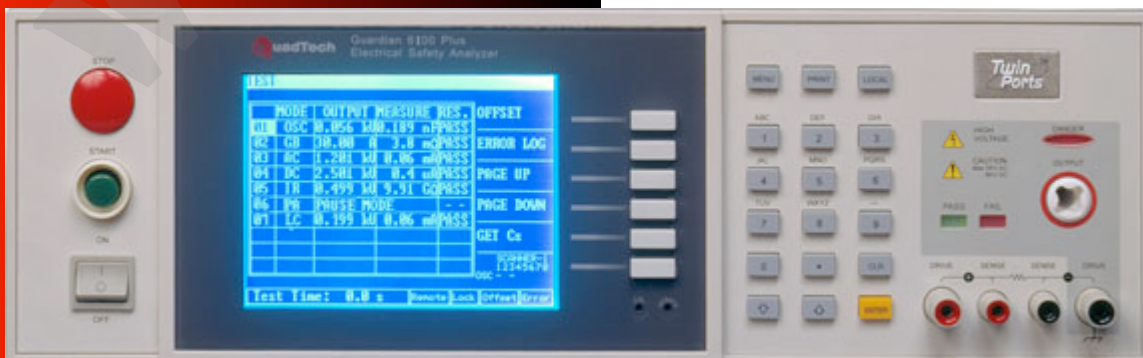 STOP
START
ON
OFF
QuadTech
Guardian 6100 Plus
Electrical Safety Analyzer
TEST
MODE OUTPUT MEASURE RES.
01 OSC 0.056 kV 0.189 nF PASS
02 GB 30.00 A 3.8 mΩ PASS
03 AC 1.201 kV 0.06 mA PASS
04 DC 2.501 kV 0.4 uA PASS
05 IR 0.499 kV 9.91 GΩ PASS
06 PA PAUSE MODE - -
07 LC 0.199 kV 0.06 mA PASS
OFFSET
ERROR LOG
PAGE UP
PAGE DOWN
GET Cs
SCANNER-1
12345678
OSC - -
Test Time: 0.0 s Remote Lock Offset Error
MENU PRINT LOCAL
ABC DEF GHI
1 2 3
MNO PQRS
4 5 6
TUV WXYZ
7 8 9
Twin Ports
HIGH VOLTAGE
CAUTION
DANGER
OUTPUT
PASS FAIL
DRIVE SENSE SENSE DRIVE
ENTER